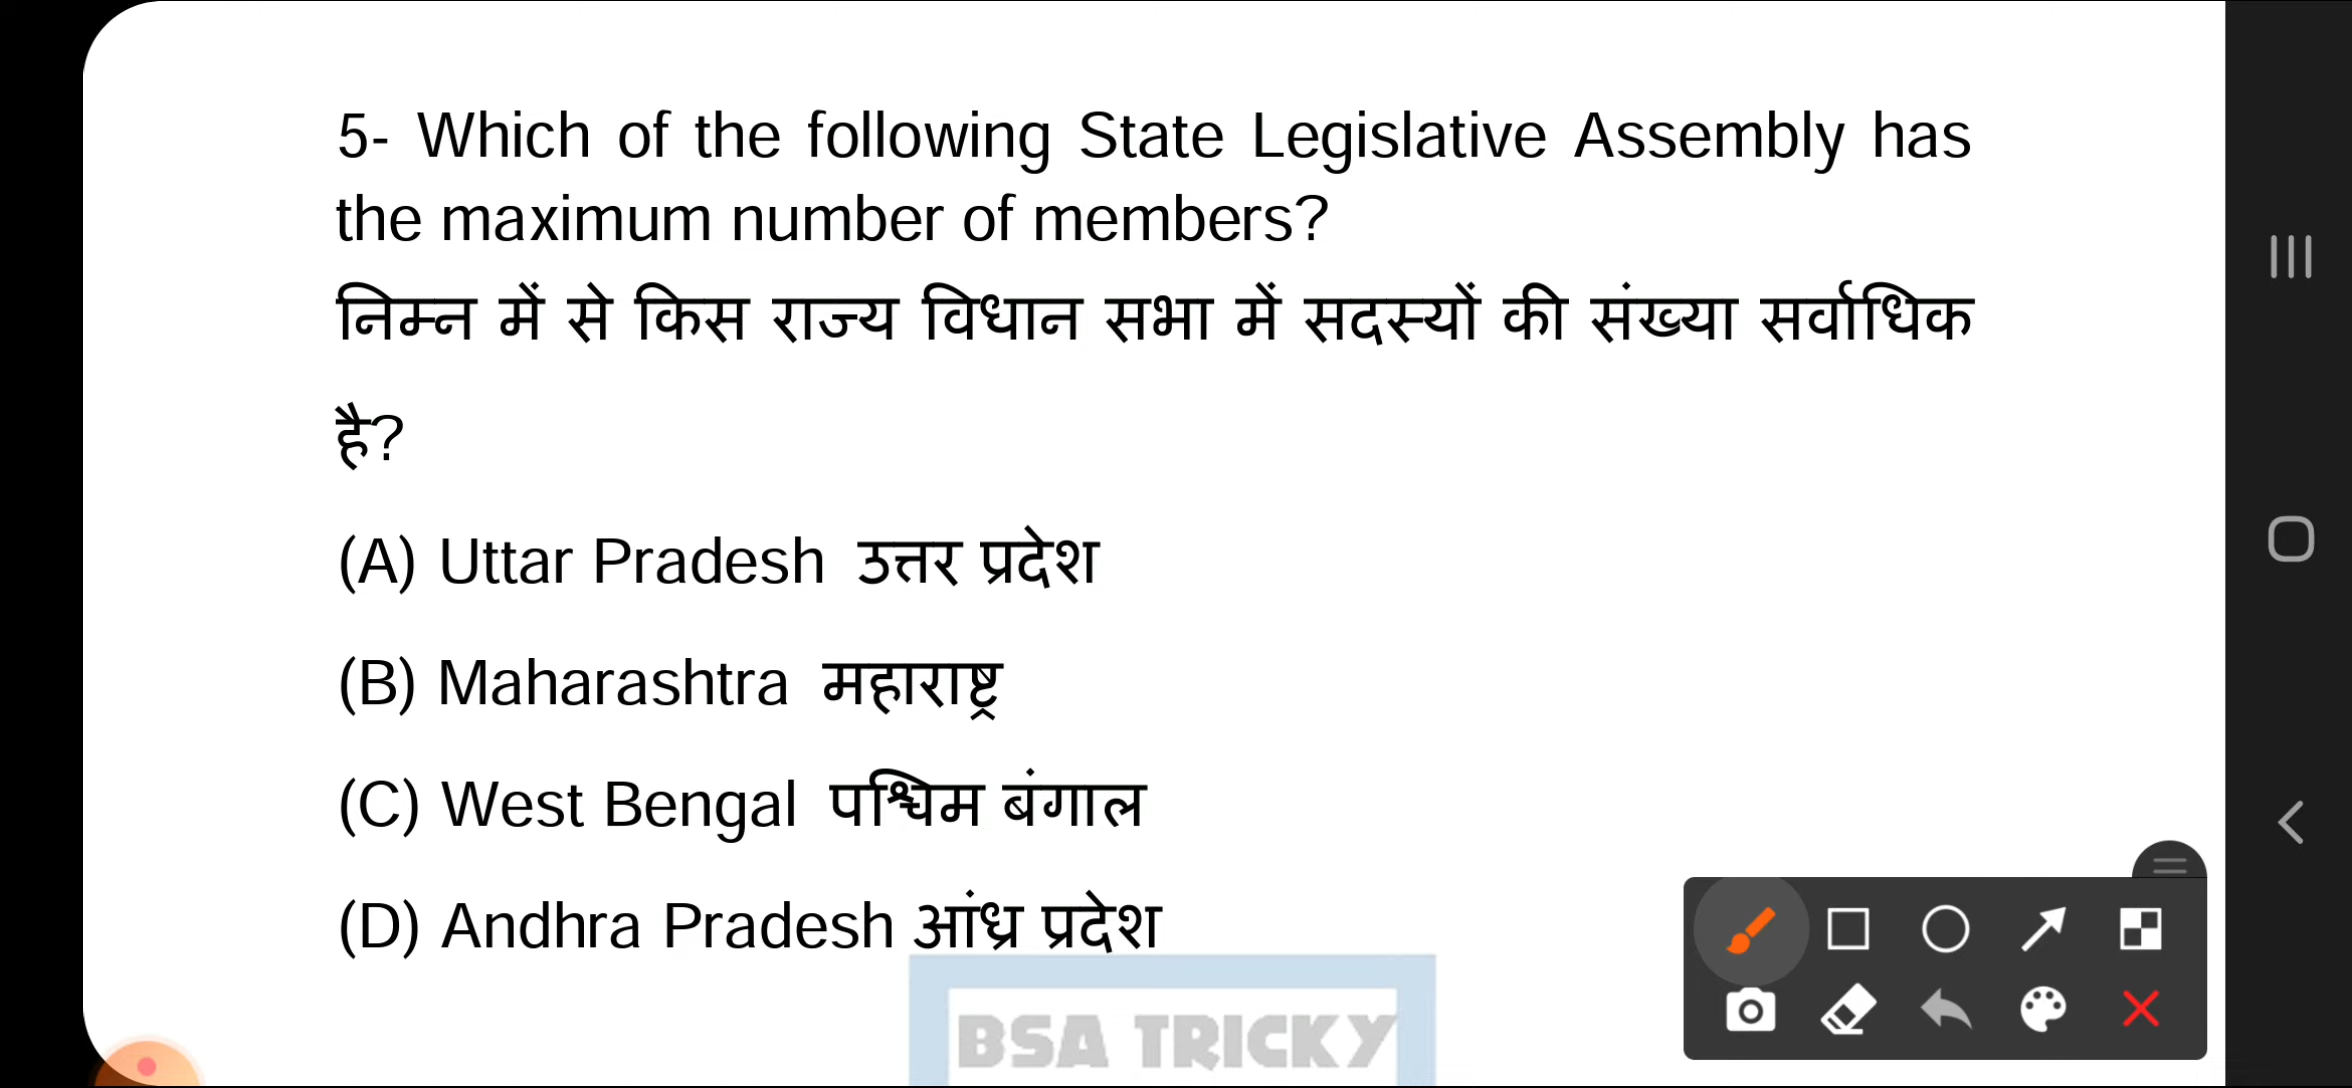 5- Which of the following State Legislative Assembly has
the maximum number of members?
निम्न में से किस राज्य विधान सभा में सदस्यों की संख्या सर्वाधिक
है?
(A) Uttar Pradesh उत्तर प्रदेश
(B) Maharashtra महाराष्ट्र
(C) West Bengal पश्चिम बंगाल
(D) Andhra Pradesh आंध्र प्रदेश
BSA TRICKY